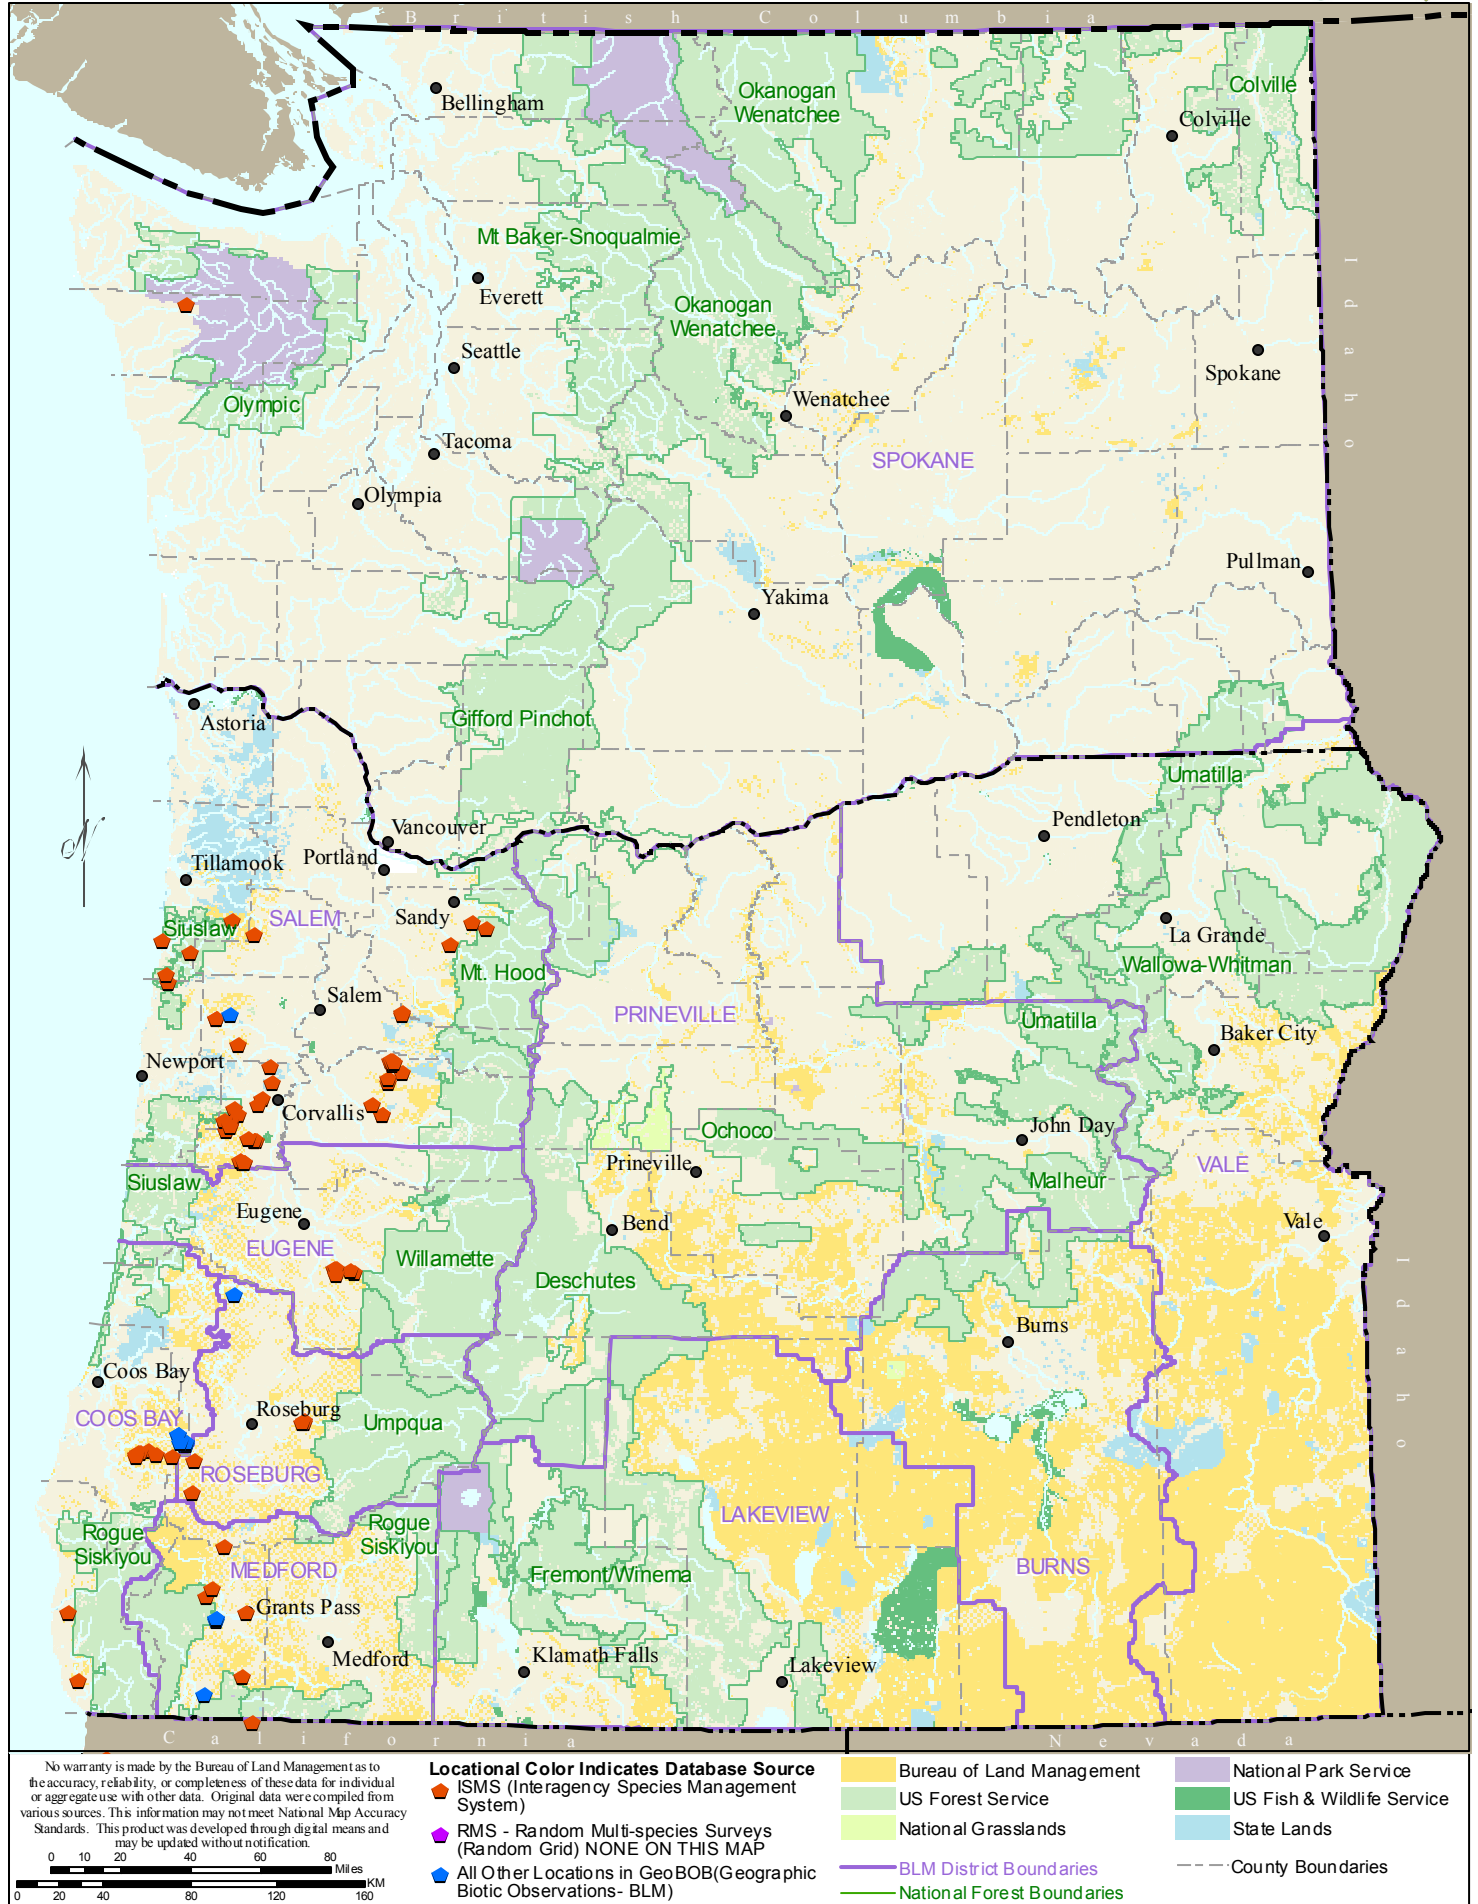 British Columbia
Bellingham
Okanogan
Wenatchee
Colville
Colville
Mt Baker-Snoqualmie
Everett
Okanogan
Wenatchee
Idaho
Seattle
Spokane
Olympic
Wenatchee
Tacoma
SPOKANE
Olympia
Pullman
Yakima
Astoria
Gifford Pinchot
Umatilla
N
Vancouver
Pendleton
Tillamook
Portland
Siuslaw
SALEM
Sandy
La Grande
Mt. Hood
Wallowa-Whitman
Salem
PRINEVILLE
Umatilla
Baker City
Newport
Corvallis
Ochoco
John Day
Prineville
VALE
Siuslaw
Malheur
Eugene
Bend
Vale
EUGENE
Willamette
Deschutes
Idaho
Burns
Coos Bay
COOS BAY
Roseburg
Umpqua
ROSEBURG
LAKEVIEW
Rogue
Siskiyou
Rogue
Siskiyou
MEDFORD
Fremont/Winema
BURNS
Grants Pass
Medford
Klamath Falls
Lakeview
California
Nevada
No warranty is made by the Bureau of Land Management as to
the accuracy, reliability, or completeness of these data for individual
or aggregate use with other data. Original data were compiled from
various sources. This information may not meet National Map Accuracy
Standards. This product was developed through digital means and
may be updated without notification.
0 10 20 40 60 80
Miles
KM
0 20 40 80 120 160
Locational Color Indicates Database Source
ISMS (Interagency Species Management
System)
RMS - Random Multi-species Surveys
(Random Grid) NONE ON THIS MAP
All Other Locations in GeoBOB(Geographic
Biotic Observations- BLM)
Bureau of Land Management
US Forest Service
National Grasslands
BLM District Boundaries
National Forest Boundaries
National Park Service
US Fish & Wildlife Service
State Lands
County Boundaries